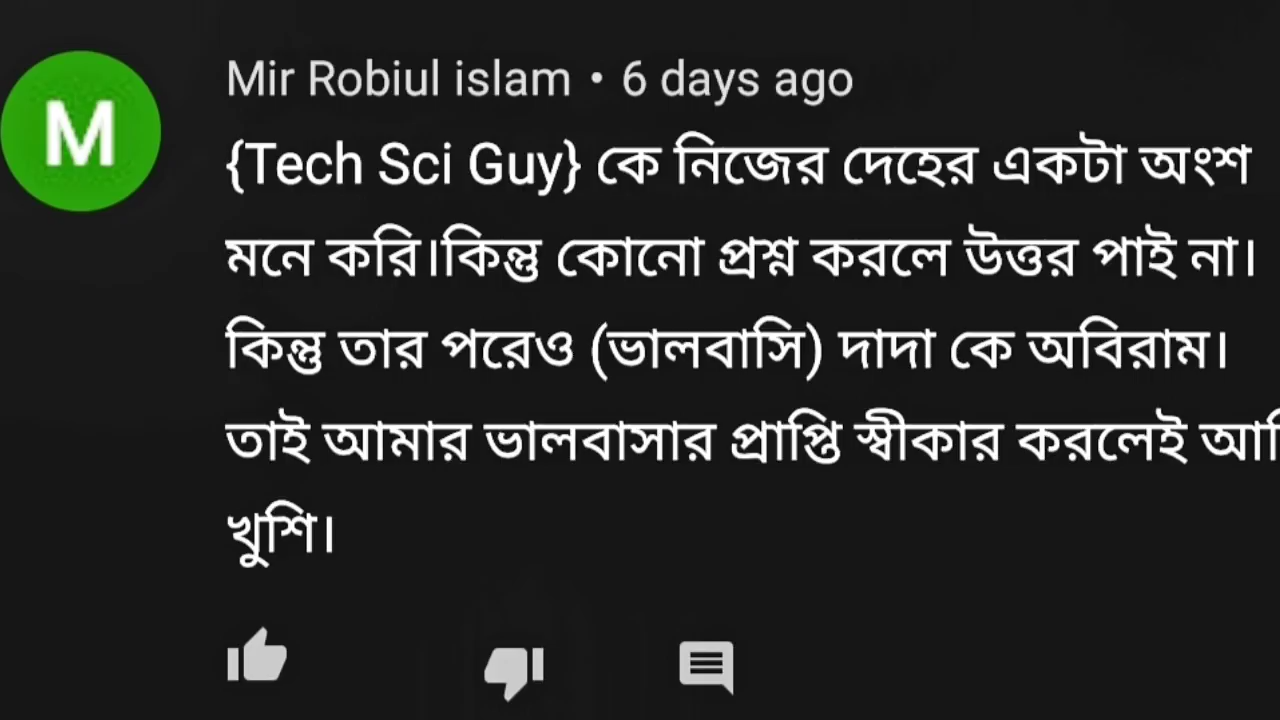 M
Mir Robiul islam • 6 days ago
{Tech Sci Guy} কে নিজের দেহের একটা অংশ
মনে করি।কিন্তু কোনো প্রশ্ন করলে উত্তর পাই না।
কিন্তু তার পরেও (ভালবাসি) দাদা কে অবিরাম।
তাই আমার ভালবাসার প্রাপ্তি স্বীকার করলেই
খুশি।